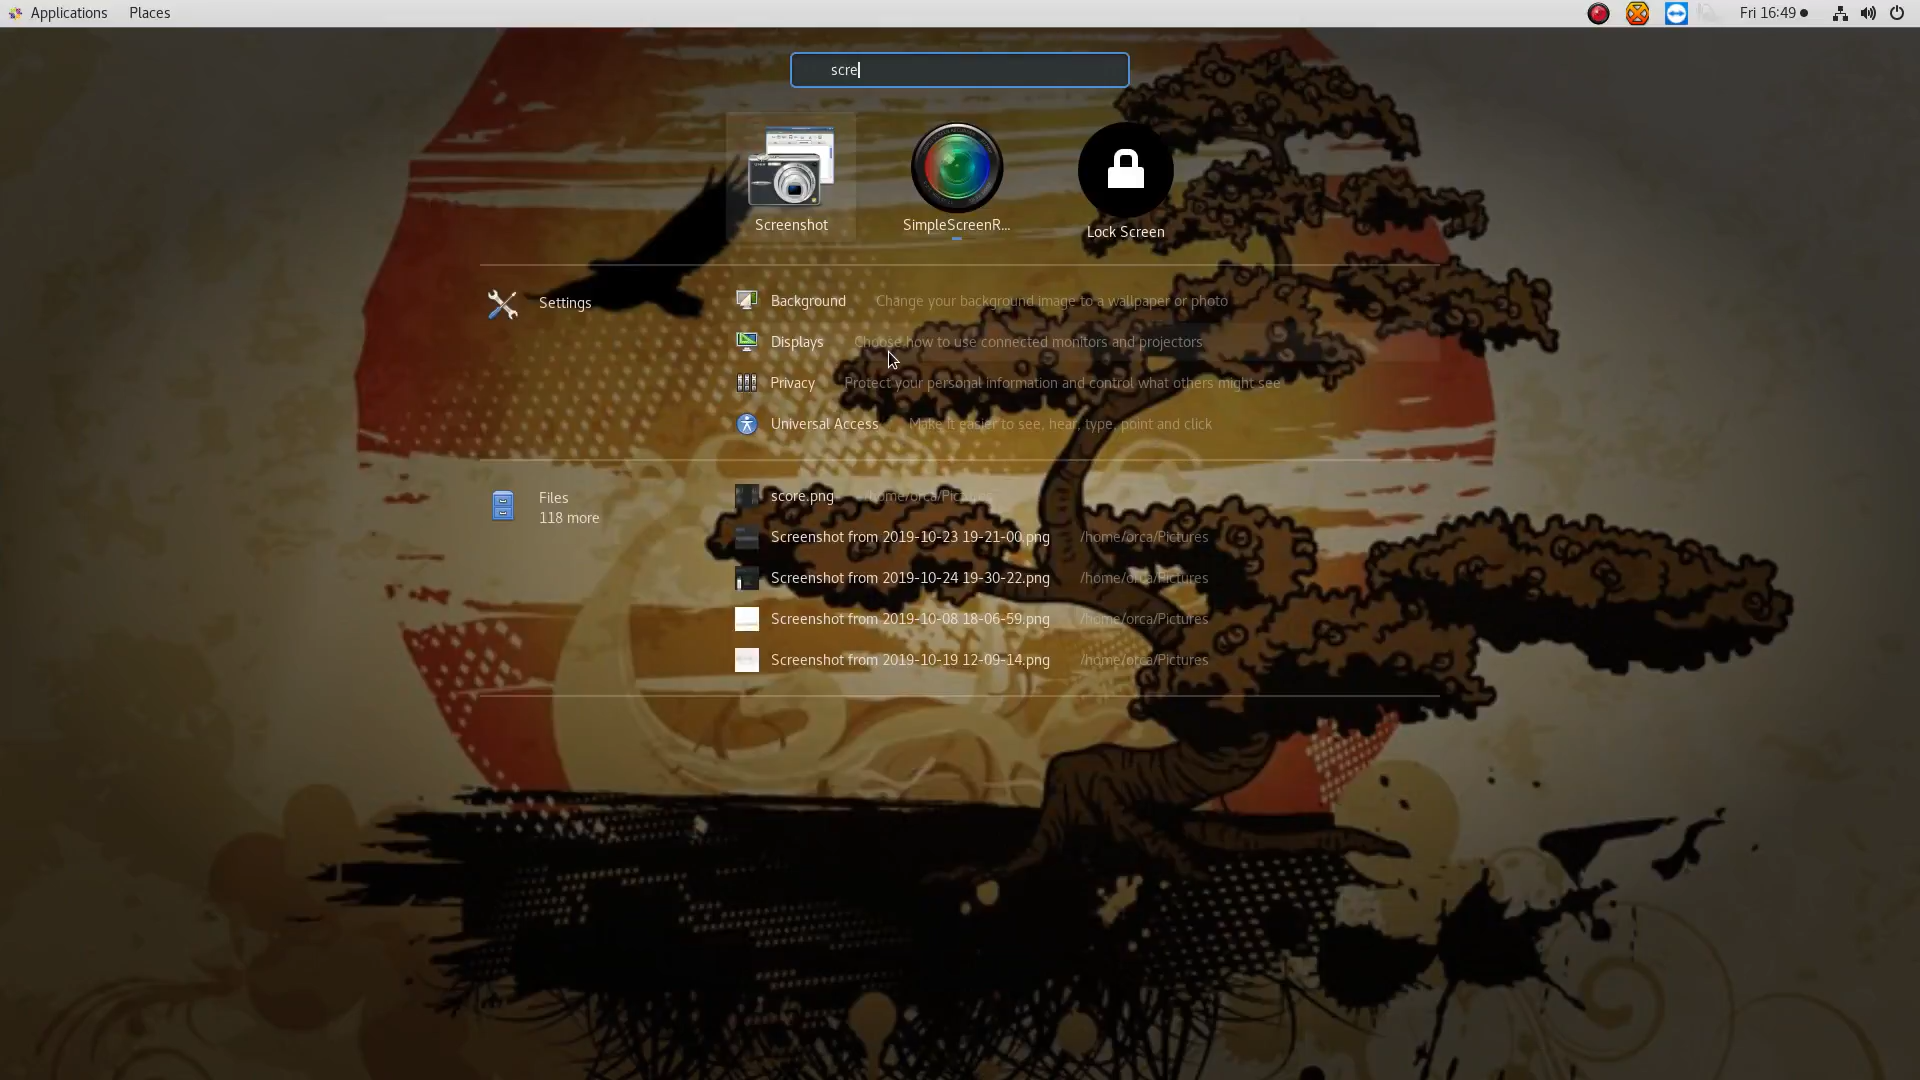 Applications Places Fri 16:49
scre
Screenshot SimpleScreenR... Lock Screen
Settings
Background Change your background image to a wallpaper or photo
Displays Choose how to use connected monitors and projectors
Privacy Protect your personal information and control what others might see
Universal Access Make it easier to see, hear, type, point and click
Files
118 more
score.png /home/orca/Pictures
Screenshot from 2019-10-23 19-21-00.png /home/orca/Pictures
Screenshot from 2019-10-24 19-30-22.png /home/orca/Pictures
Screenshot from 2019-10-08 18-06-59.png /home/orca/Pictures
Screenshot from 2019-10-19 12-09-14.png /home/orca/Pictures